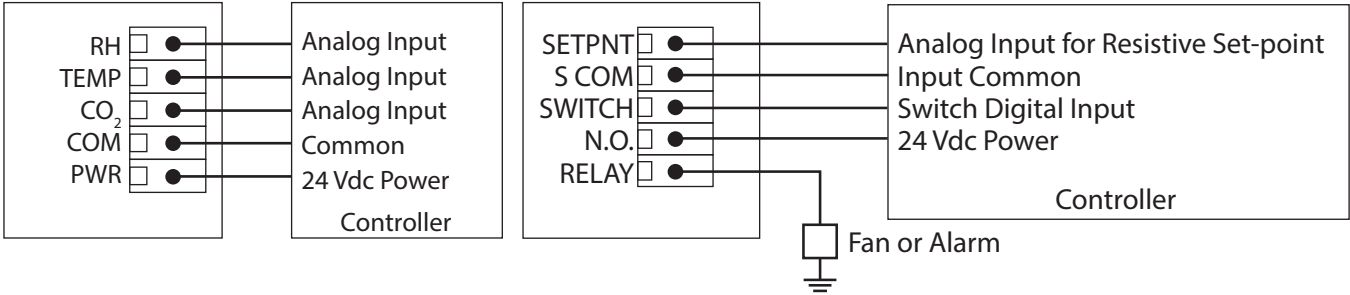 RH Analog Input
TEMP Analog Input
CO₂ Analog Input
COM Common
PWR 24 Vdc Power
Controller
SETPNT Analog Input for Resistive Set-point
S COM Input Common
SWITCH Switch Digital Input
N.O. 24 Vdc Power
RELAY
Controller
Fan or Alarm